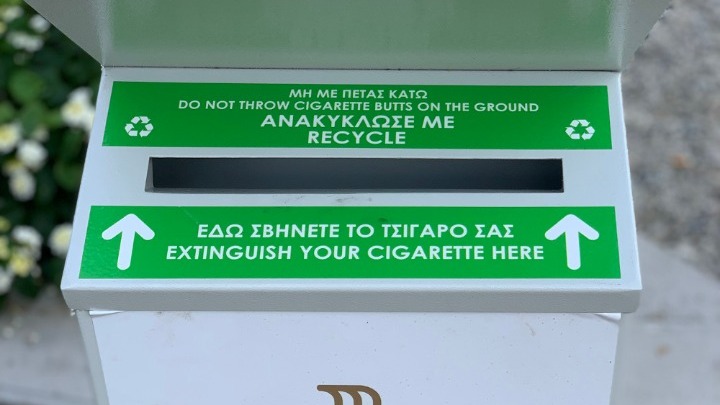 ΜΗ ΜΕ ΠΕΤΑΣ ΚΑΤΩ
DO NOT THROW CIGARETTE BUTTS ON THE GROUND
ΑΝΑΚΥΚΛΩΣΕ ΜΕ
RECYCLE
ΕΔΩ ΣΒΗΝΕΤΕ ΤΟ ΤΣΙΓΑΡΟ ΣΑΣ
EXTINGUISH YOUR CIGARETTE HERE